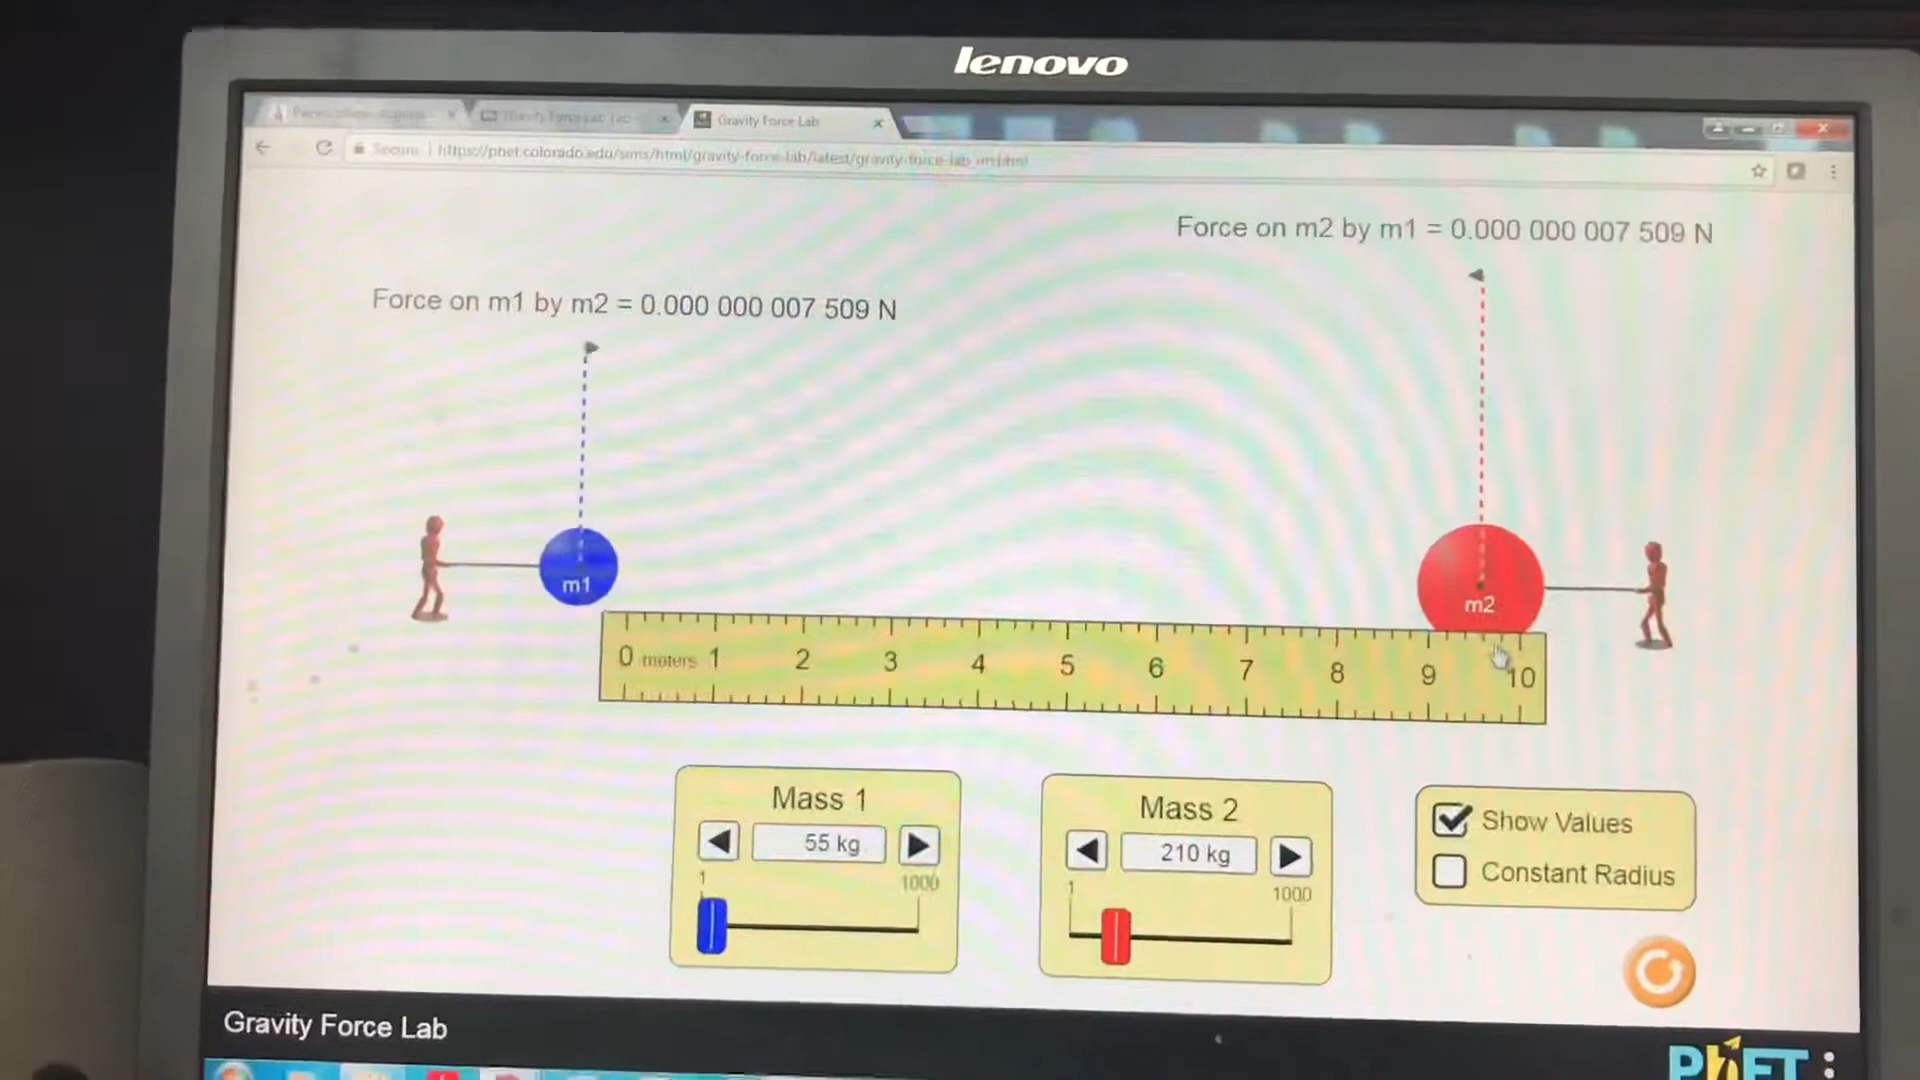 lenovo
Gravity Force Lab
Secure https://phet.colorado.edu/sims/html/gravity-force-lab/latest/gravity-force-lab_en.html
Force on m2 by m1 = 0.000 000 007 509 N
Force on m1 by m2 = 0.000 000 007 509 N
m1
m2
0 meters 1 2 3 4 5 6 7 8 9 10
Mass 1
55 kg
1 1000
Mass 2
210 kg
1 1000
Show Values
Constant Radius
Gravity Force Lab
PhET